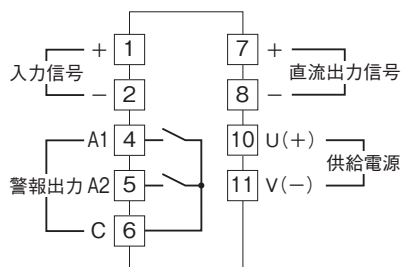 入力信号
+ 1
− 2
警報出力
A1 4
A2 5
C 6
7 +
8 −
直流出力信号
10 U(+)
11 V(−)
供給電源